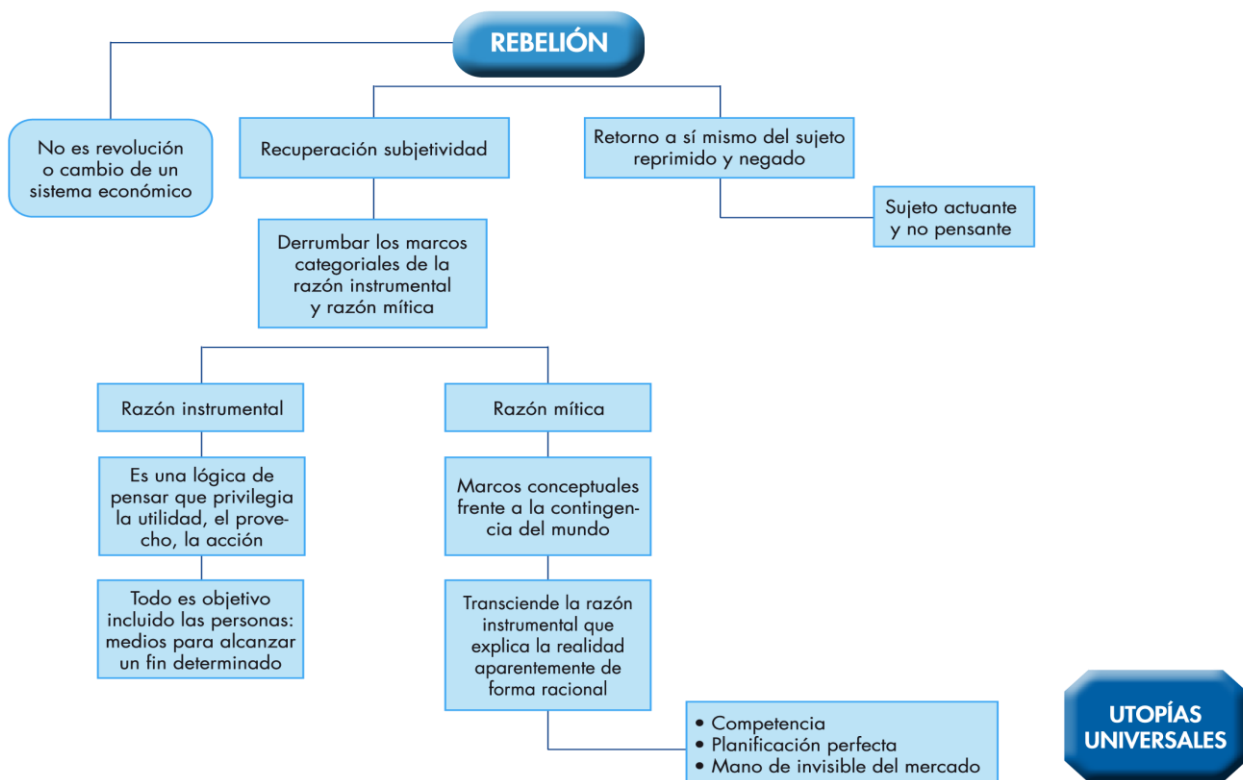 REBELIÓN
No es revolución
o cambio de un
sistema económico
Recuperación subjetividad
Retorno a sí mismo del sujeto
reprimido y negado
Sujeto actuante
y no pensante
Derrumbar los marcos
categoriales de la
razón instrumental
y razón mítica
Razón instrumental
Razón mítica
Es una lógica de
pensar que privilegia
la utilidad, el prove-
cho, la acción
Marcos conceptuales
frente a la contingen-
cia del mundo
Todo es objetivo
incluido las personas:
medios para alcanzar
un fin determinado
Transciende la razón
instrumental que
explica la realidad
aparentemente de
forma racional
• Competencia
• Planificación perfecta
• Mano de invisible del mercado
UTOPÍAS
UNIVERSALES